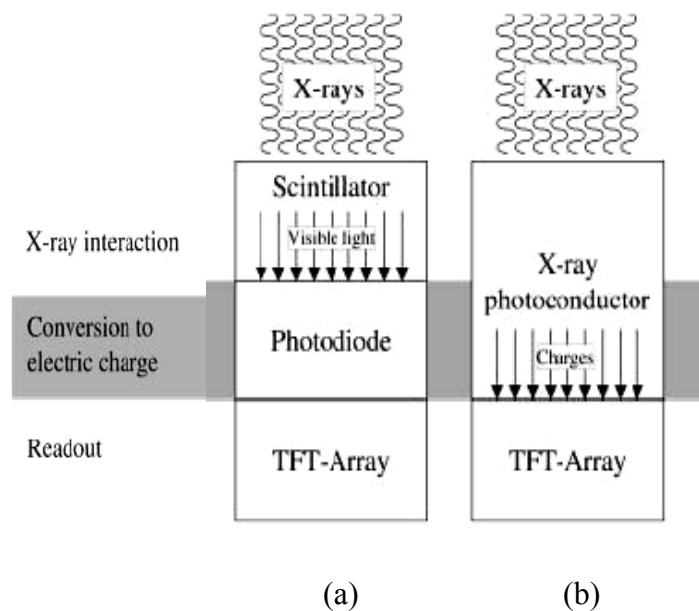 X-rays
X-rays
Scintillator
Visible light
X-ray interaction
X-ray
photoconductor
Conversion to
electric charge
Photodiode
Charges
Readout
TFT-Array
TFT-Array
(a)
(b)